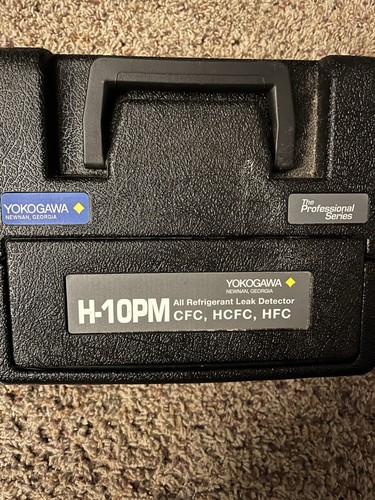 YOKOGAWA
NEWNAN, GEORGIA
The
Professional
Series
YOKOGAWA
NEWNAN, GEORGIA
H-10PM
All Refrigerant Leak Detector
CFC, HCFC, HFC